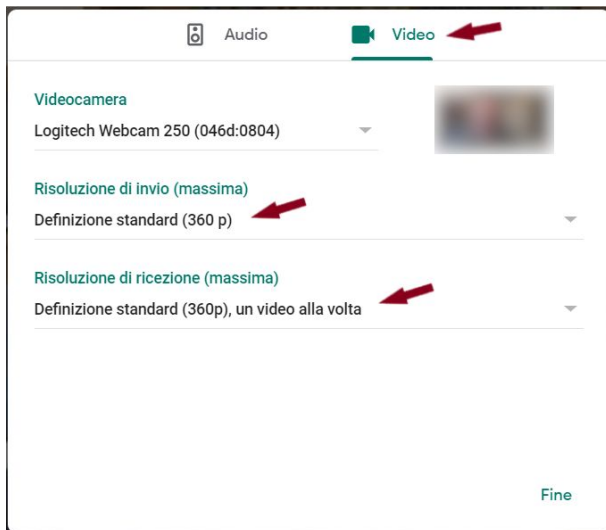 Audio
Video
Videocamera
Logitech Webcam 250 (046d:0804)
Risoluzione di invio (massima)
Definizione standard (360 p)
Risoluzione di ricezione (massima)
Definizione standard (360p), un video alla volta
Fine